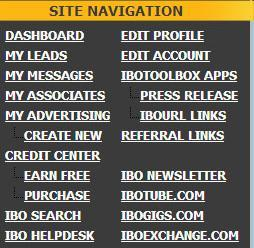 SITE NAVIGATION
DASHBOARD
MY LEADS
MY MESSAGES
MY ASSOCIATES
MY ADVERTISING
CREATE NEW
CREDIT CENTER
EARN FREE
PURCHASE
IBO SEARCH
IBO HELPDESK
EDIT PROFILE
EDIT ACCOUNT
IBOTOOLBOX APPS
PRESS RELEASE
IBOURL LINKS
REFERRAL LINKS
IBO NEWSLETTER
IBOTUBE.COM
IBOGIGS.COM
IBOEXCHANGE.COM